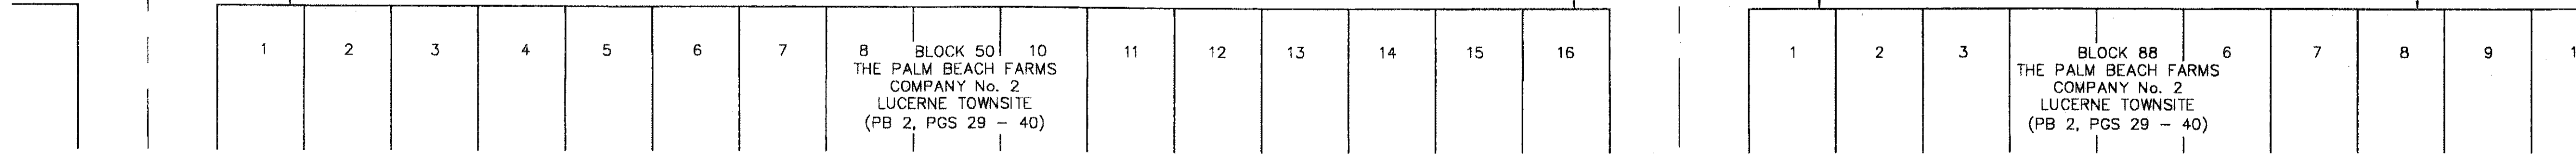 1 2 3 4 5 6 7 8 BLOCK 50 10 11 12 13 14 15 16
THE PALM BEACH FARMS
COMPANY No. 2
LUCERNE TOWNSITE
(PB 2, PGS 29 - 40)
1 2 3 BLOCK 88 6 7 8 9 1
THE PALM BEACH FARMS
COMPANY No. 2
LUCERNE TOWNSITE
(PB 2, PGS 29 - 40)